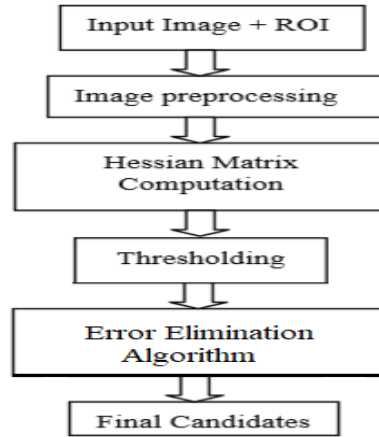 Input Image + ROI
Image preprocessing
Hessian Matrix
Computation
Thresholding
Error Elimination
Algorithm
Final Candidates